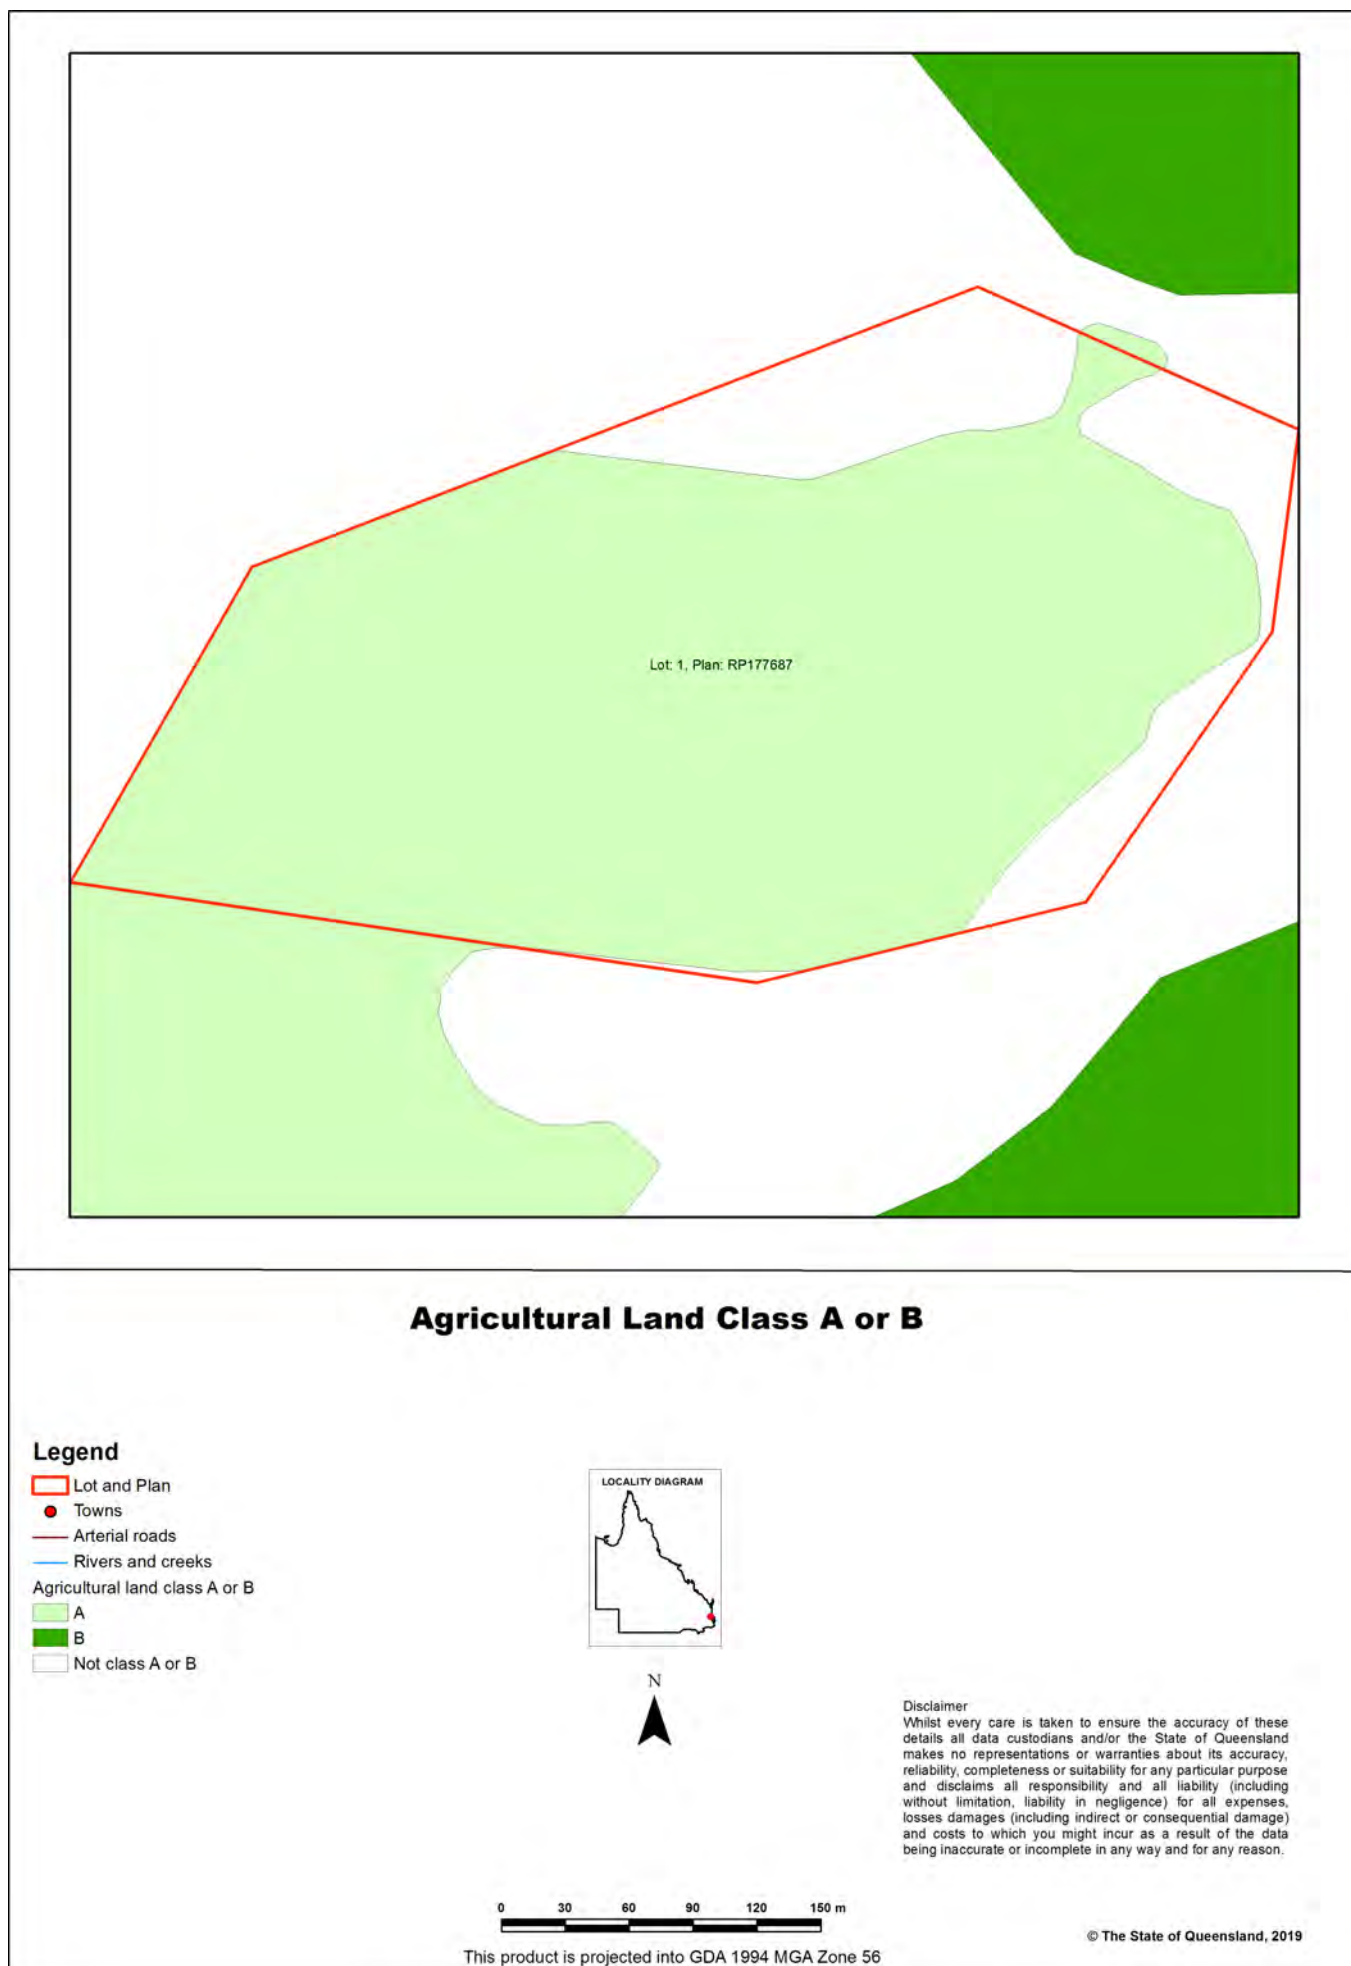 Lot: 1, Plan: RP177687
Agricultural Land Class A or B
Legend
Lot and Plan
Towns
Arterial roads
Rivers and creeks
Agricultural land class A or B
A
B
Not class A or B
LOCALITY DIAGRAM
N
Disclaimer
Whilst every care is taken to ensure the accuracy of these
details all data custodians and/or the State of Queensland
makes no representations or warranties about its accuracy,
reliability, completeness or suitability for any particular purpose
and disclaims all responsibility and all liability (including
without limitation, liability in negligence) for all expenses,
losses damages (including indirect or consequential damage)
and costs to which you might incur as a result of the data
being inaccurate or incomplete in any way and for any reason.
0 30 60 90 120 150 m
This product is projected into GDA 1994 MGA Zone 56
© The State of Queensland, 2019